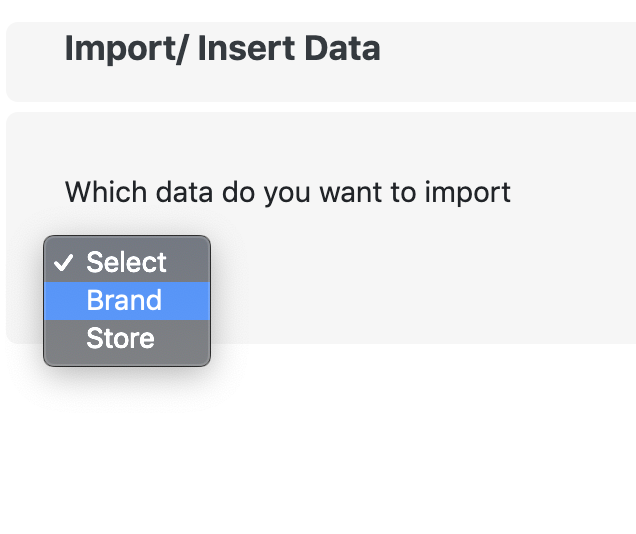 Import/ Insert Data
Which data do you want to import
✓ Select
Brand
Store